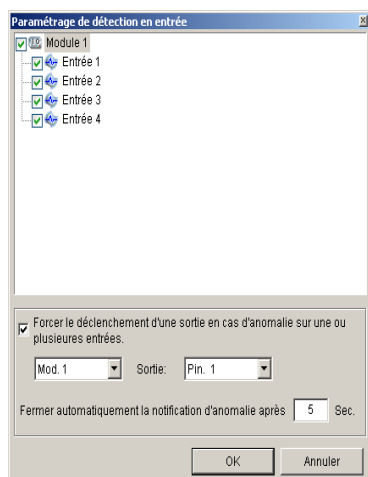 Paramétrage de détection en entrée
Module 1
Entrée 1
Entrée 2
Entrée 3
Entrée 4
Forcer le déclenchement d'une sortie en cas d'anomalie sur une ou
plusieures entrées.
Mod. 1 Sortie: Pin. 1
Fermer automatiquement la notification d'anomalie après 5 Sec.
OK Annuler